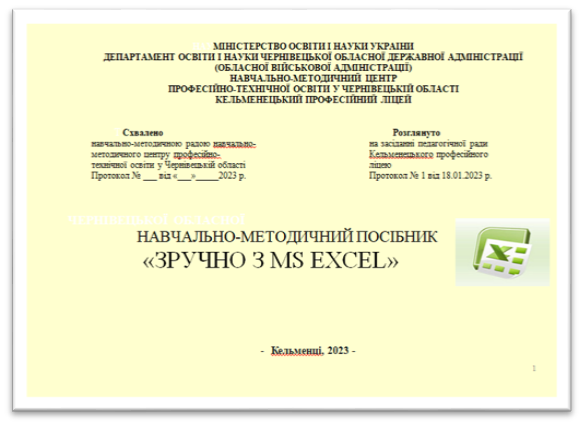 МІНІСТЕРСТВО ОСВІТИ І НАУКИ УКРАЇНИ
ДЕПАРТАМЕНТ ОСВІТИ І НАУКИ ЧЕРНІВЕЦЬКОЇ ОБЛАСНОЇ ДЕРЖАВНОЇ АДМІНІСТРАЦІЇ
(ОБЛАСНОЇ ВІЙСЬКОВОЇ АДМІНІСТРАЦІЇ)
НАВЧАЛЬНО-МЕТОДИЧНИЙ ЦЕНТР
ПРОФЕСІЙНО-ТЕХНІЧНОЇ ОСВІТИ У ЧЕРНІВЕЦЬКІЙ ОБЛАСТІ
КЕЛЬМЕНЕЦЬКИЙ ПРОФЕСІЙНИЙ ЛІЦЕЙ
Схвалено
навчально-методичною радою навчально-
методичного центру професійно-
технічної освіти у Чернівецькій області
Протокол № ___ від «___»_____2023 р.
Розглянуто
на засіданні педагогічної ради
Кельменецького професійного
ліцею
Протокол № 1 від 18.01.2023 р.
ЧЕРНІВЕЦЬКОЇ ОБЛАСНОЇ
НАВЧАЛЬНО-МЕТОДИЧНИЙ ПОСІБНИК
«ЗРУЧНО З MS EXCEL»
- Кельменці, 2023 -
1